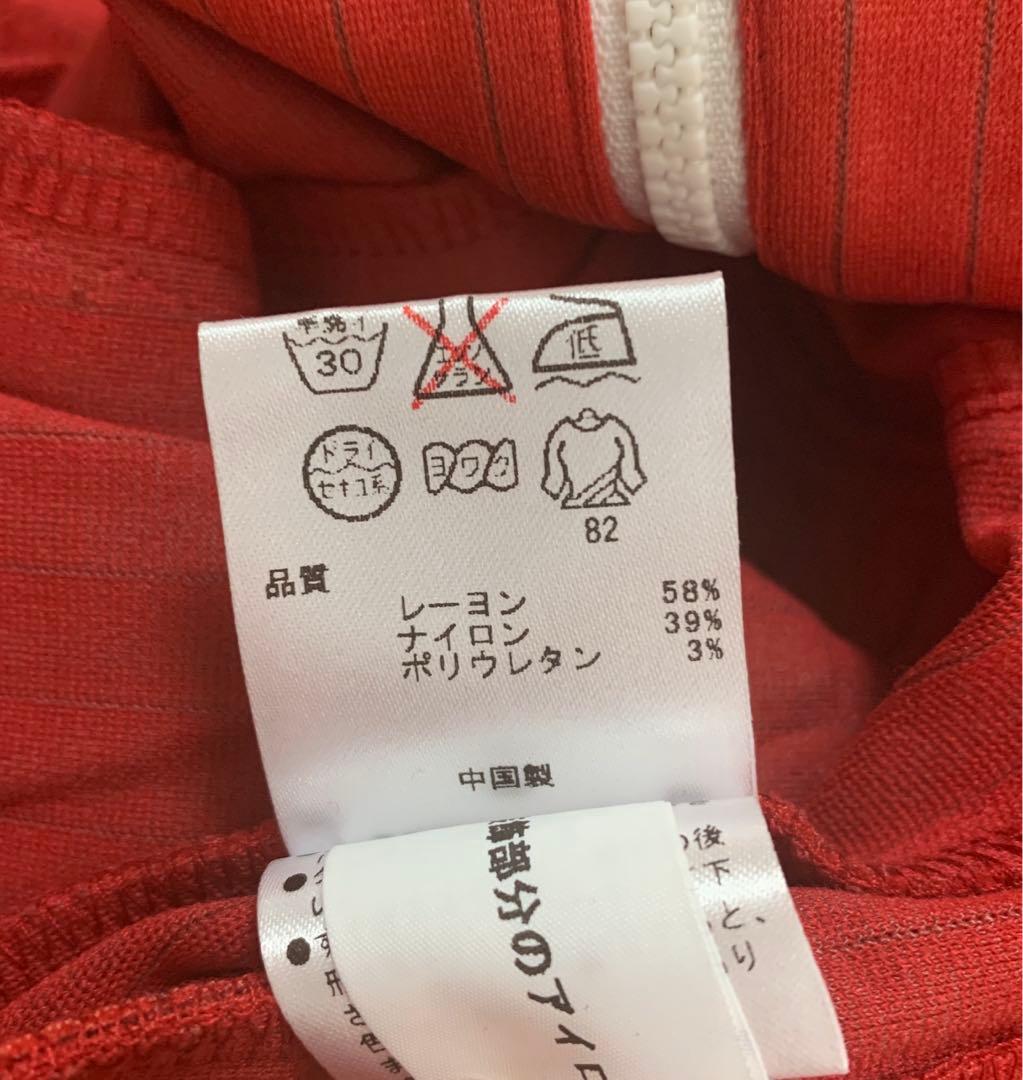 手洗イ
30
エンソ
サラシ
低
ドライ
セキユ系
ヨワク
82
品質
レーヨン 58%
ナイロン 39%
ポリウレタン 3%
中国製
の後
下
と、
り
部分のアイロ